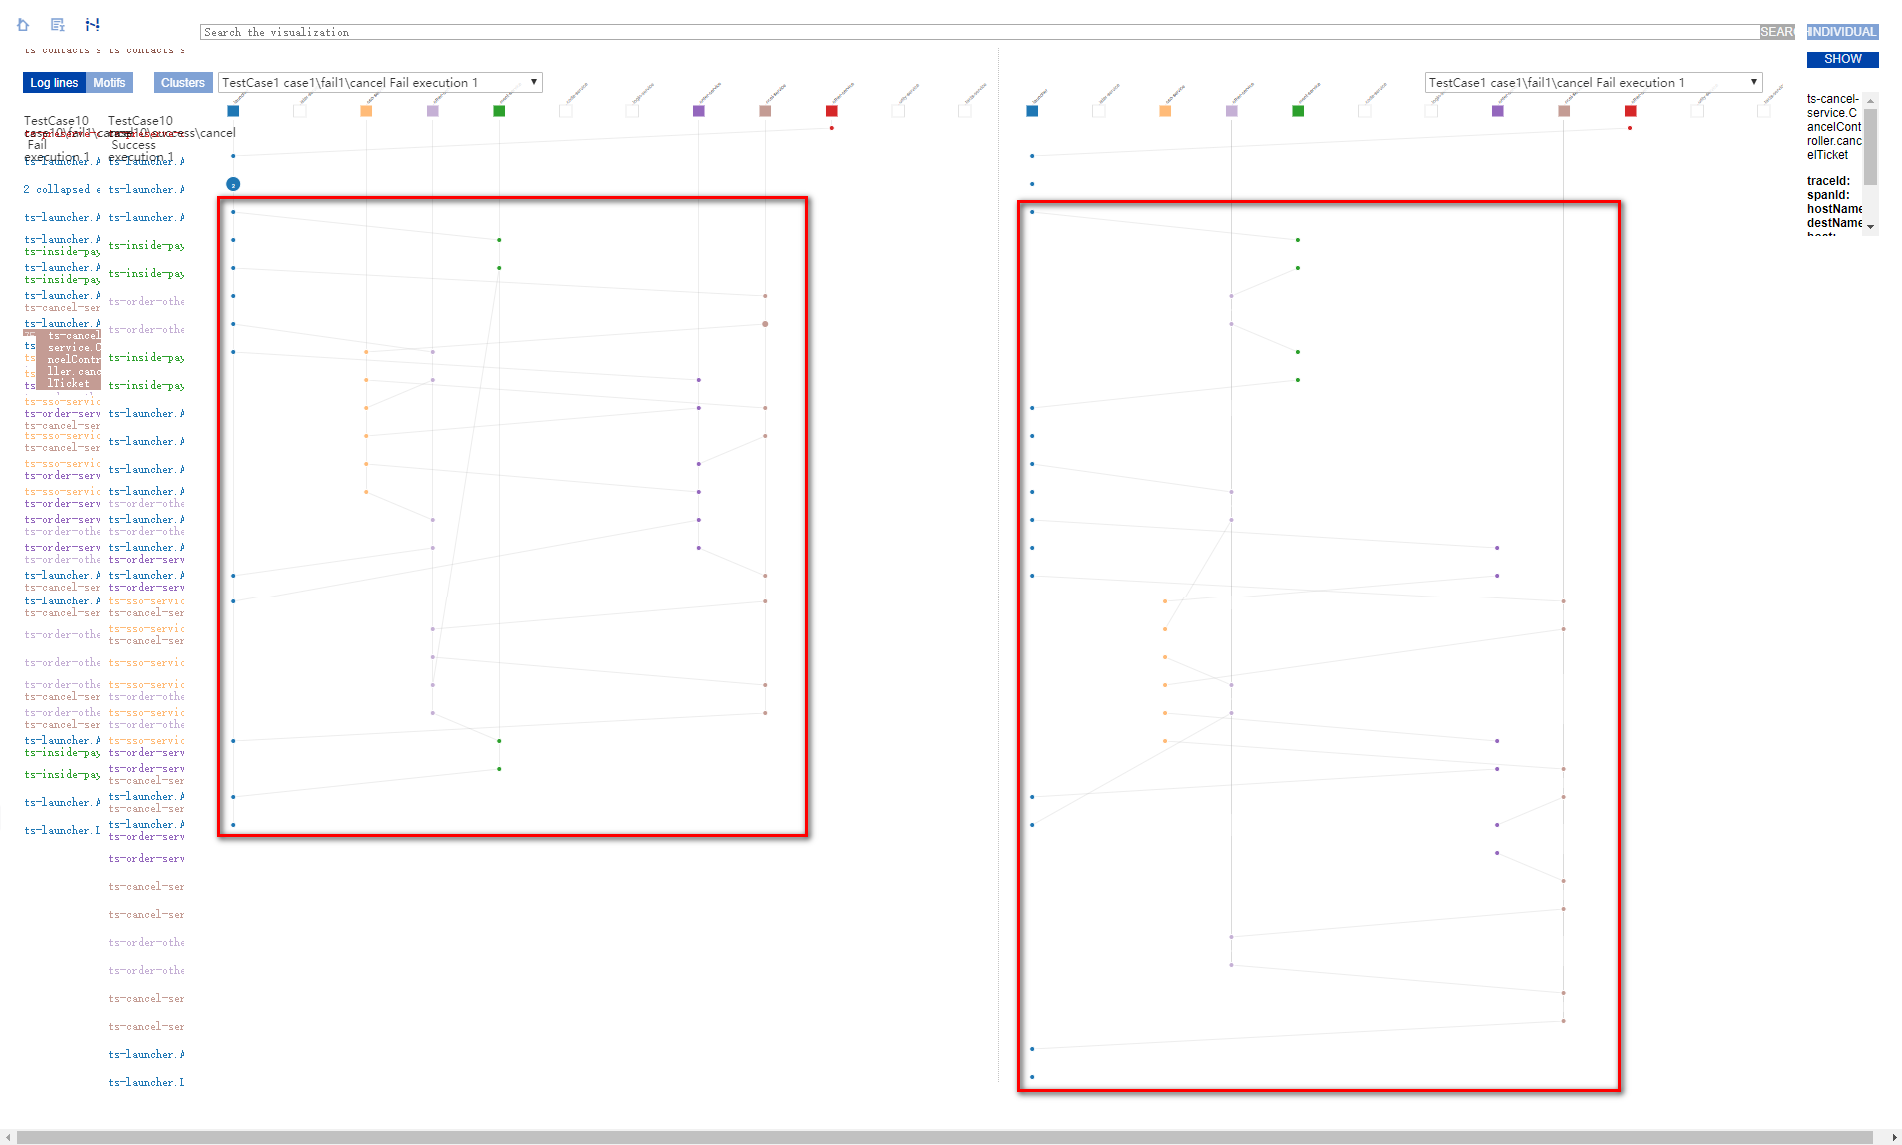 Search the visualization
SEAR
INDIVIDUAL
SHOW
Log lines
Motifs
Clusters
TestCase1 case1\fail1\cancel Fail execution 1
TestCase1 case1\fail1\cancel Fail execution 1
TestCase10
case10\fail1\cancel
Fail
execution 1
TestCase10
case10\success\cancel
Success
execution 1
ts-launcher.A
2 collapsed e
ts-launcher.A
ts-launcher.A
ts-inside-pay
ts-launcher.A
ts-inside-pay
ts-launcher.A
ts-cancel-ser
ts-launcher.A
ts-cancel
service.C
ncelContr
ller.canc
lTicket
ts-sso-servic
ts-order-serv
ts-cancel-ser
ts-sso-servic
ts-cancel-ser
ts-sso-servic
ts-order-serv
ts-sso-servic
ts-order-serv
ts-order-serv
ts-order-othe
ts-order-serv
ts-order-othe
ts-launcher.A
ts-cancel-ser
ts-launcher.A
ts-cancel-ser
ts-order-othe
ts-order-othe
ts-order-othe
ts-cancel-ser
ts-order-othe
ts-cancel-ser
ts-launcher.A
ts-inside-pay
ts-inside-pay
ts-launcher.A
ts-launcher.I
ts-launcher.A
ts-launcher.A
ts-launcher.A
ts-inside-pay
ts-inside-pay
ts-order-othe
ts-order-othe
ts-inside-pay
ts-inside-pay
ts-launcher.A
ts-launcher.A
ts-launcher.A
ts-launcher.A
ts-order-othe
ts-launcher.A
ts-order-othe
ts-launcher.A
ts-order-serv
ts-launcher.A
ts-order-serv
ts-sso-servic
ts-cancel-ser
ts-sso-servic
ts-cancel-ser
ts-sso-servic
ts-sso-servic
ts-order-othe
ts-sso-servic
ts-order-othe
ts-sso-servic
ts-order-serv
ts-order-serv
ts-cancel-ser
ts-launcher.A
ts-cancel-ser
ts-launcher.A
ts-order-serv
ts-order-serv
ts-cancel-ser
ts-cancel-ser
ts-order-othe
ts-order-othe
ts-cancel-ser
ts-cancel-ser
ts-launcher.A
ts-launcher.I
2
ts-cancel-
service.C
ancelCont
roller.canc
elTicket
traceId:
spanId:
hostName
destName